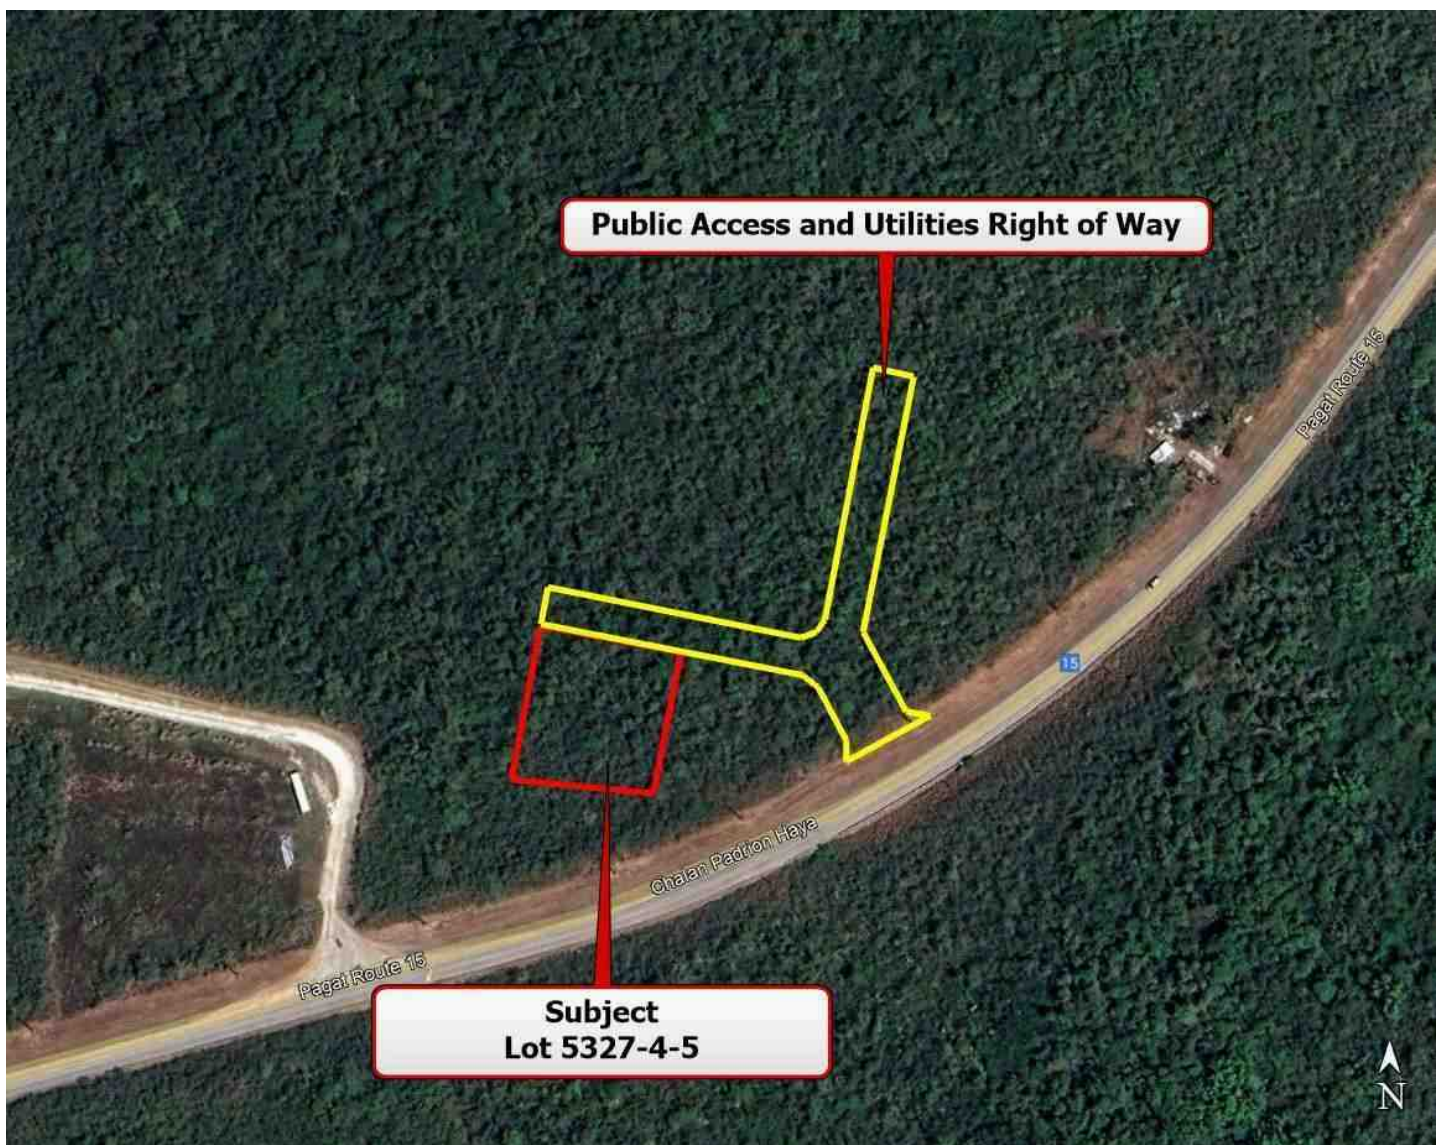 Public Access and Utilities Right of Way
Pagat Route 15
15
Chalan Padrion Haya
Pagat Route 15
Subject
Lot 5327-4-5
N